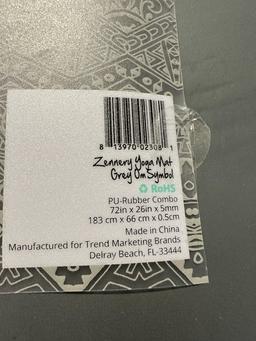 8 13970 02308 1
Zennery Yoga Mat
Grey Om Symbol
RoHS
PU-Rubber Combo
72in x 26in x 5mm
183 cm x 66 cm x 0.5cm
Made in China
Manufactured for Trend Marketing Brands
Delray Beach, FL-33444